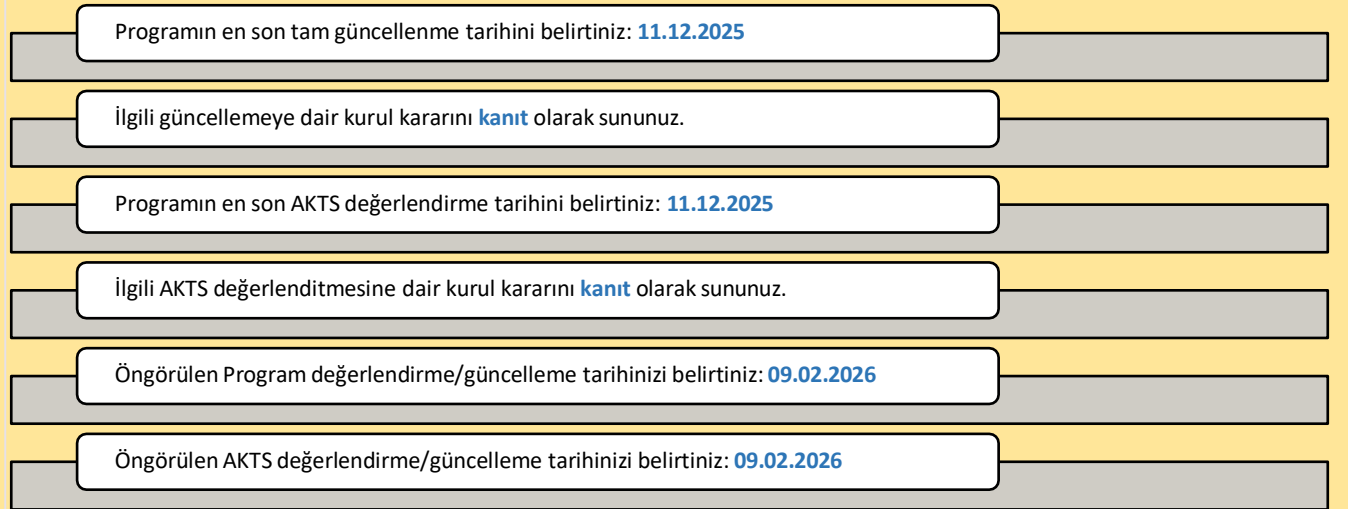 Programın en son tam güncellenme tarihini belirtiniz: 11.12.2025
İlgili güncellemeye dair kurul kararını kanıt olarak sununuz.
Programın en son AKTS değerlendirme tarihini belirtiniz: 11.12.2025
İlgili AKTS değerlenditmesine dair kurul kararını kanıt olarak sununuz.
Öngörülen Program değerlendirme/güncelleme tarihinizi belirtiniz: 09.02.2026
Öngörülen AKTS değerlendirme/güncelleme tarihinizi belirtiniz: 09.02.2026